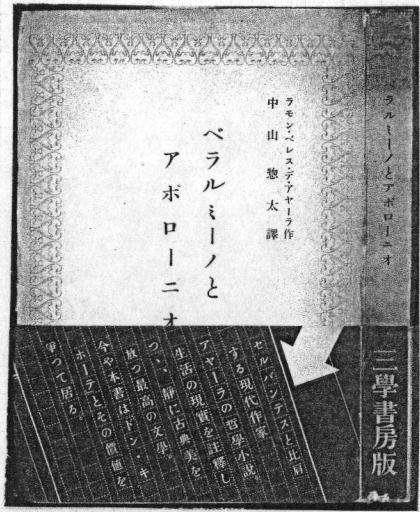 ラモン・ペレス・デ・アヤーラ作
中山惣太譯
ベラルミーノと
アポローニオ
セルバンテスと比肩
する現代作家
アヤーラの哲學小說。
生活の現實を註釋し
つゝ、靜に古典美を
放つ最高の文學。
今や本書はドン・キ
ホーテとその價値を
爭つて居る。
ラルミーノとアポローニオ
三學書房版